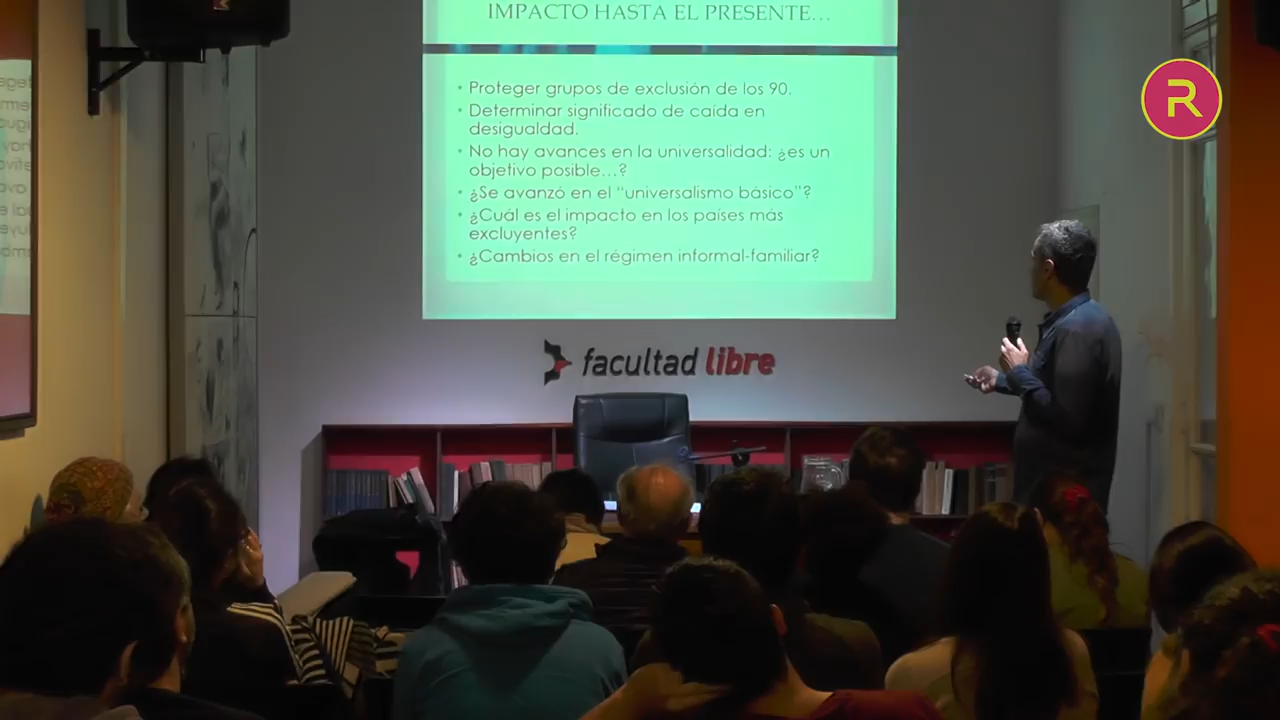 IMPACTO HASTA EL PRESENTE...
• Proteger grupos de exclusión de los 90.
• Determinar significado de caída en
desigualdad.
• No hay avances en la universalidad: ¿es un
objetivo posible...?
• ¿Se avanzó en el “universalismo básico”?
• ¿Cuál es el impacto en los países más
excluyentes?
• ¿Cambios en el régimen informal-familiar?
facultad libre
R